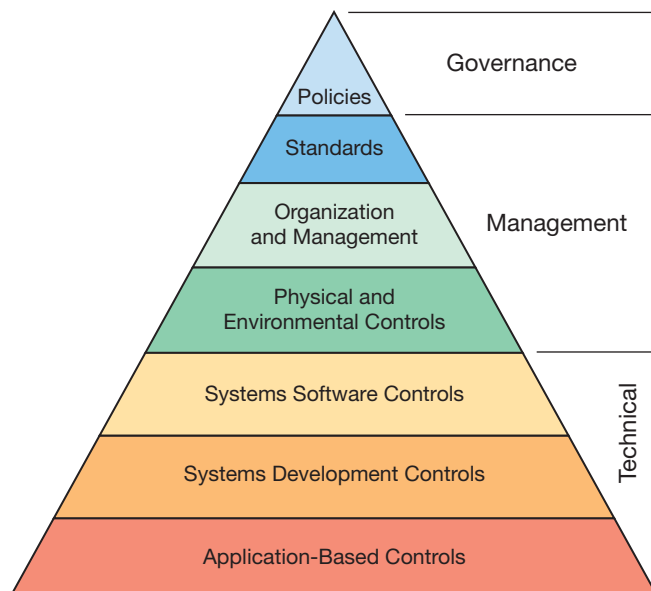 Governance
Policies
Standards
Organization
and Management
Management
Physical and
Environmental Controls
Systems Software Controls
Technical
Systems Development Controls
Application-Based Controls